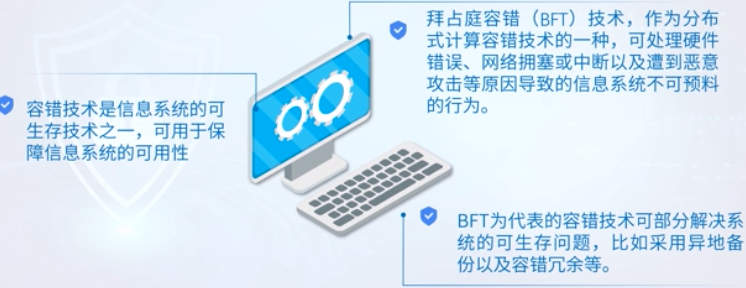 拜占庭容错（BFT）技术，作为分布
式计算容错技术的一种，可处理硬件
错误、网络拥塞或中断以及遭到恶意
攻击等原因导致的信息系统不可预料
的行为。
容错技术是信息系统的可
生存技术之一，可用于保
障信息系统的可用性
BFT为代表的容错技术可部分解决系
统的可生存问题，比如采用异地备
份以及容错冗余等。